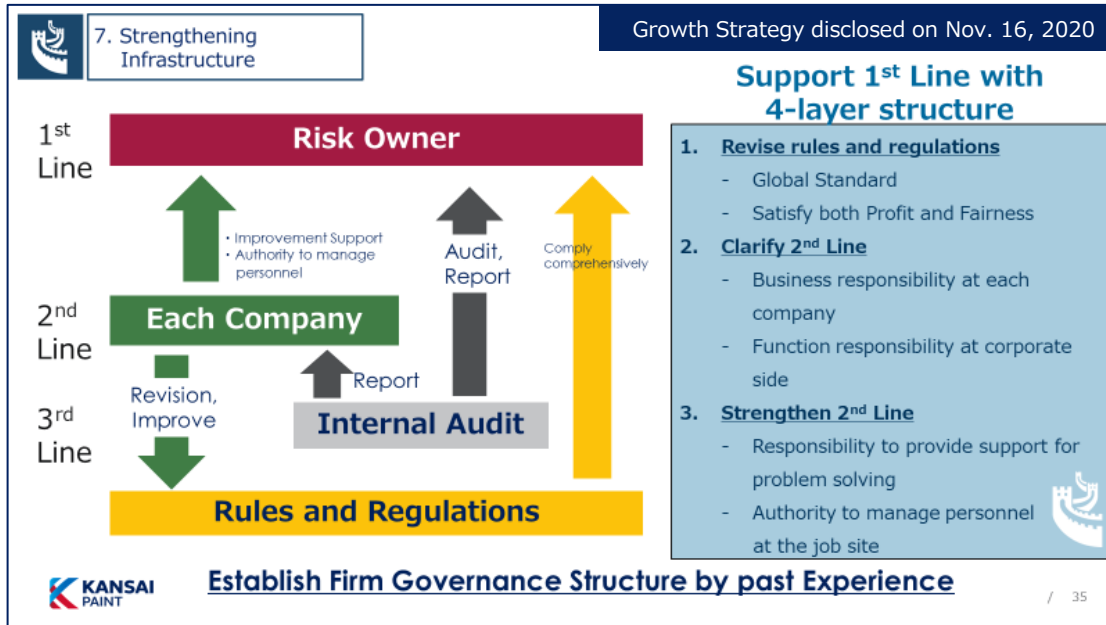 7. Strengthening
Infrastructure
Growth Strategy disclosed on Nov. 16, 2020
1st
Line
Risk Owner
・Improvement Support
・Authority to manage
personnel
Audit,
Report
Comply
comprehensively
2nd
Line
Each Company
Revision,
Improve
Report
3rd
Line
Internal Audit
Rules and Regulations
Support 1st Line with
4-layer structure
1. Revise rules and regulations
- Global Standard
- Satisfy both Profit and Fairness
2. Clarify 2nd Line
- Business responsibility at each
company
- Function responsibility at corporate
side
3. Strengthen 2nd Line
- Responsibility to provide support for
problem solving
- Authority to manage personnel
at the job site
KANSAI
PAINT
Establish Firm Governance Structure by past Experience
/ 35